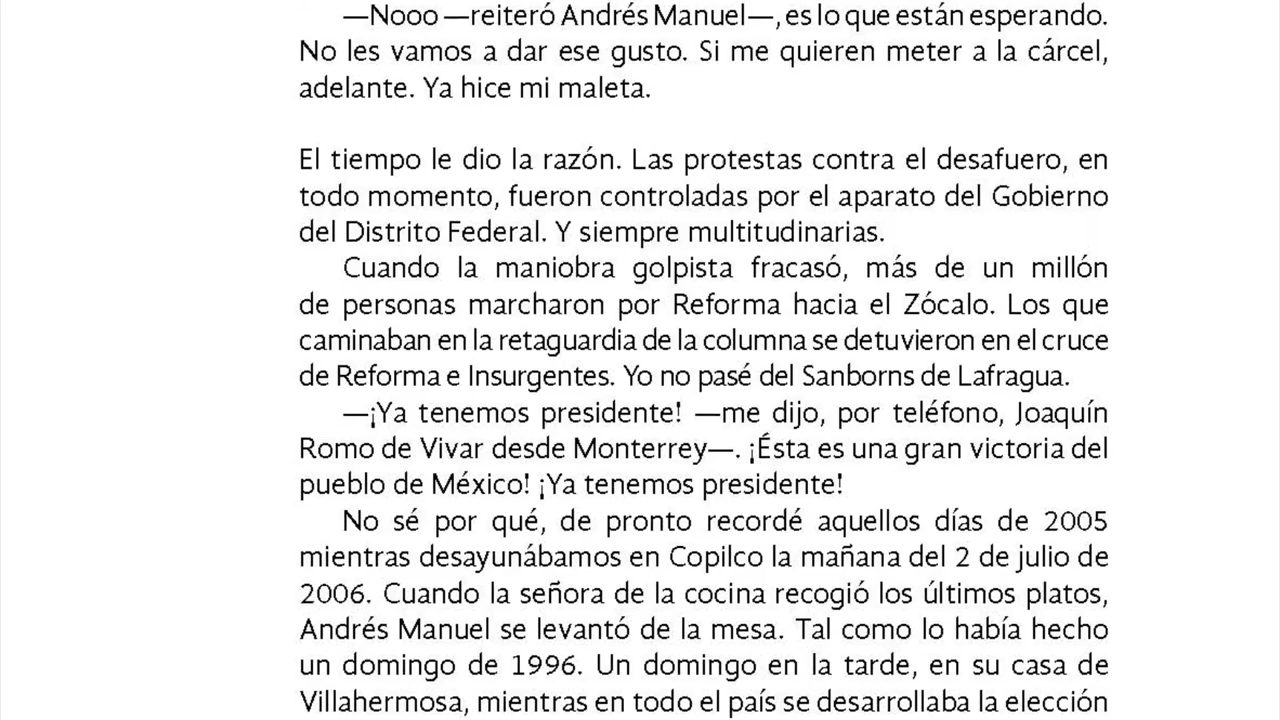 —Nooo —reiteró Andrés Manuel—, es lo que están esperando.
No les vamos a dar ese gusto. Si me quieren meter a la cárcel,
adelante. Ya hice mi maleta.
El tiempo le dio la razón. Las protestas contra el desafuero, en
todo momento, fueron controladas por el aparato del Gobierno
del Distrito Federal. Y siempre multitudinarias.
Cuando la maniobra golpista fracasó, más de un millón
de personas marcharon por Reforma hacia el Zócalo. Los que
caminaban en la retaguardia de la columna se detuvieron en el cruce
de Reforma e Insurgentes. Yo no pasé del Sanborns de Lafragua.
—¡Ya tenemos presidente! —me dijo, por teléfono, Joaquín
Romo de Vivar desde Monterrey—. ¡Ésta es una gran victoria del
pueblo de México! ¡Ya tenemos presidente!
No sé por qué, de pronto recordé aquellos días de 2005
mientras desayunábamos en Copilco la mañana del 2 de julio de
2006. Cuando la señora de la cocina recogió los últimos platos,
Andrés Manuel se levantó de la mesa. Tal como lo había hecho
un domingo de 1996. Un domingo en la tarde, en su casa de
Villahermosa, mientras en todo el país se desarrollaba la elección